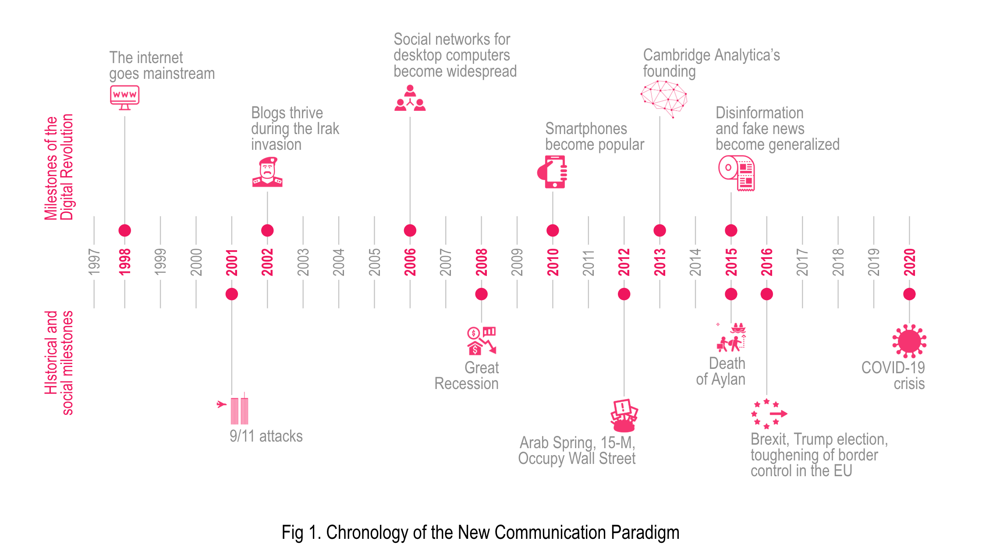 Social networks for
desktop computers
become widespread
The internet
goes mainstream
Cambridge Analytica’s
founding
www
Blogs thrive
during the Irak
invasion
Disinformation
and fake news
become generalized
Smartphones
become popular
Milestones of the
Digital Revolution
1997
1998
1999
2000
2001
2002
2003
2004
2005
2006
2007
2008
2009
2010
2011
2012
2013
2014
2015
2016
2017
2018
2019
2020
HIstorical and
social milestones
$
$
Great
Recession
Death
of Aylan
COVID-19
crisis
!
9/11 attacks
Arab Spring, 15-M,
Occupy Wall Street
Brexit, Trump election,
toughening of border
control in the EU
Fig 1. Chronology of the New Communication Paradigm